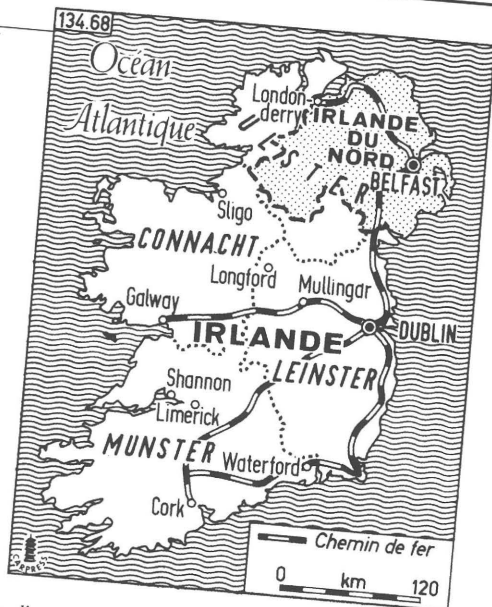 134.68
Océan
Atlantique
London-
derry
IRLANDE
DU
NORD
ULSTER
BELFAST
Sligo
CONNACHT
Longford
Mullingar
Galway
IRLANDE
DUBLIN
LEINSTER
Shannon
Limerick
MUNSTER
Waterford
Cork
Chemin de fer
0 km 120
CARPRESS